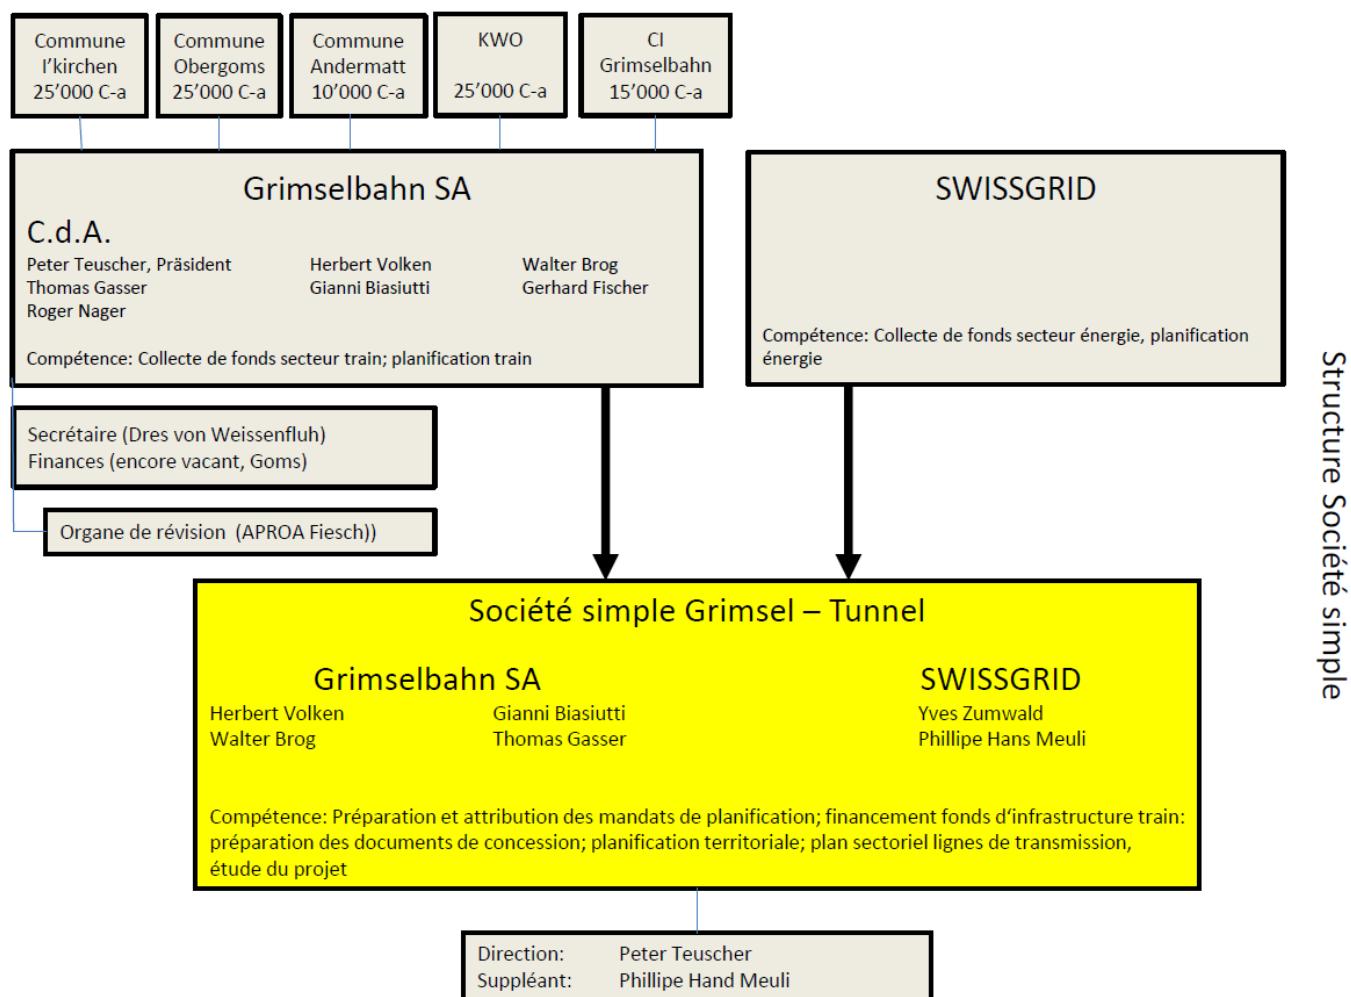 Commune
I'kirchen
25'000 C-a
Commune
Obergoms
25'000 C-a
Commune
Andermatt
10'000 C-a
KWO
25'000 C-a
CI
Grimselbahn
15'000 C-a
Grimselbahn SA
C.d.A.
Peter Teuscher, Präsident
Thomas Gasser
Roger Nager
Herbert Volken
Gianni Biasiutti
Walter Brog
Gerhard Fischer
Compétence: Collecte de fonds secteur train; planification train
SWISSGRID
Compétence: Collecte de fonds secteur énergie, planification
énergie
Structure Société simple
Secrétaire (Dres von Weissenfluh)
Finances (encore vacant, Goms)
Organe de révision (APROA Fiesch))
Société simple Grimsel – Tunnel
Grimselbahn SA
Herbert Volken
Walter Brog
Gianni Biasiutti
Thomas Gasser
SWISSGRID
Yves Zumwald
Phillipe Hans Meuli
Compétence: Préparation et attribution des mandats de planification; financement fonds d'infrastructure train:
préparation des documents de concession; planification territoriale; plan sectoriel lignes de transmission,
étude du projet
Direction: Peter Teuscher
Suppléant: Phillipe Hand Meuli